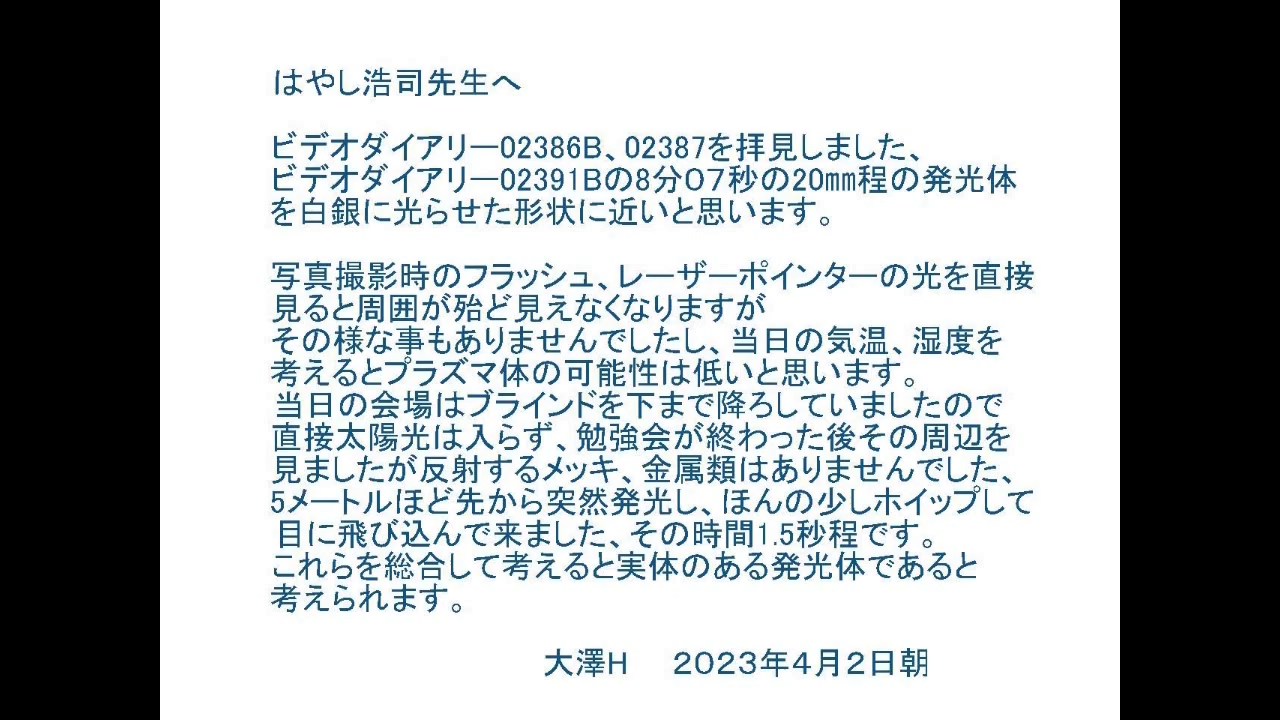 はやし浩司先生へ
ビデオダイアリー02386B、02387を拝見しました、
ビデオダイアリー02391Bの8分07秒の20㎜程の発光体
を白銀に光らせた形状に近いと思います。
写真撮影時のフラッシュ、レーザーポインターの光を直接
見ると周囲が殆ど見えなくなりますが
その様な事もありませんでしたし、当日の気温、湿度を
考えるとプラズマ体の可能性は低いと思います。
当日の会場はブラインドを下まで降ろしていましたので
直接太陽光は入らず、勉強会が終わった後その周辺を
見ましたが反射するメッキ、金属類はありませんでした、
5メートルほど先から突然発光し、ほんの少しホイップして
目に飛び込んで来ました、その時間1.5秒程です。
これらを総合して考えると実体のある発光体であると
考えられます。
大澤H　２０２３年４月２日朝